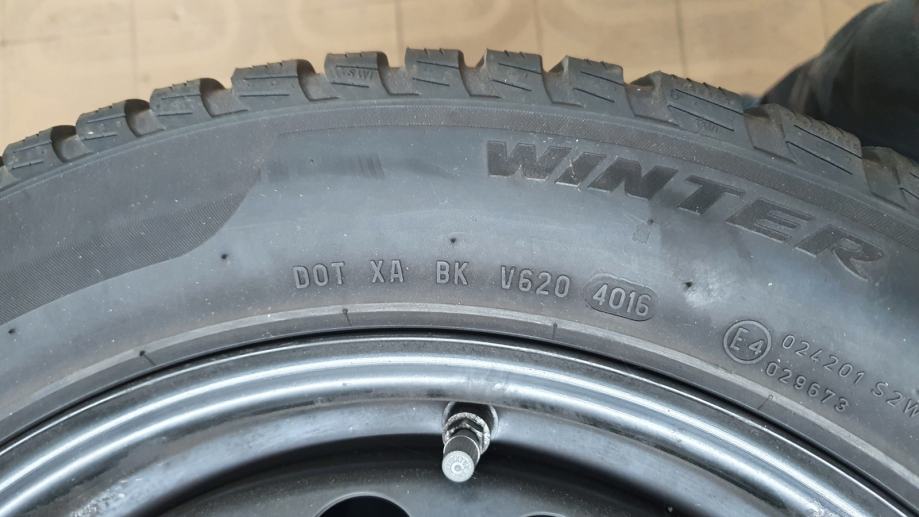 WINTER
DOT XA BK V620 4016
E4 024201 S2W
029673